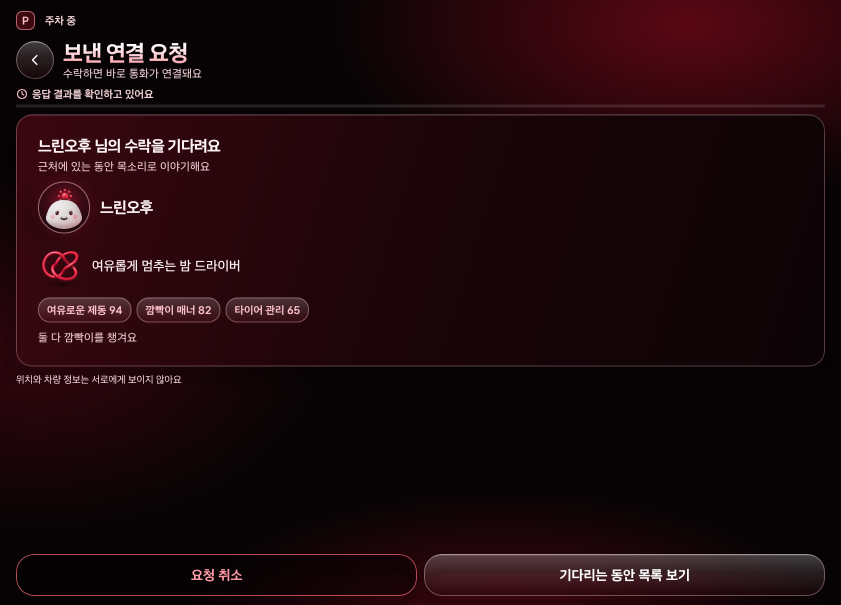 P 주차 중
보낸 연결 요청
수락하면 바로 통화가 연결돼요
응답 결과를 확인하고 있어요
느린오후 님의 수락을 기다려요
근처에 있는 동안 목소리로 이야기해요
느린오후
여유롭게 멈추는 밤 드라이버
여유로운 제동 94 깜빡이 매너 82 타이어 관리 65
둘 다 깜빡이를 챙겨요
위치와 차량 정보는 서로에게 보이지 않아요
요청 취소 기다리는 동안 목록 보기